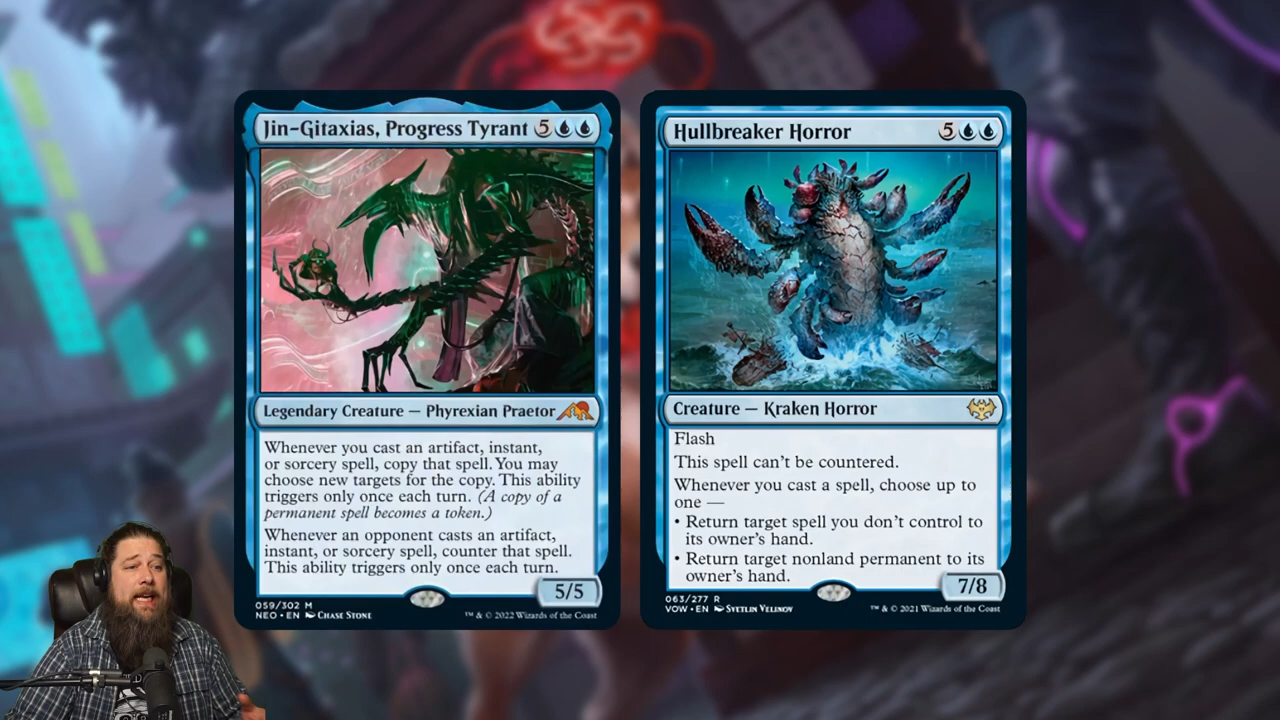 Jin-Gitaxias, Progress Tyrant 5
Legendary Creature — Phyrexian Praetor
Whenever you cast an artifact, instant,
or sorcery spell, copy that spell. You may
choose new targets for the copy. This ability
triggers only once each turn. (A copy of a
permanent spell becomes a token.)
Whenever an opponent casts an artifact,
instant, or sorcery spell, counter that spell.
This ability triggers only once each turn.
5/5
059/302 M
NEO • EN Chase Stone
™ & © 2022 Wizards of the Coast
Hullbreaker Horror 5
Creature — Kraken Horror
Flash
This spell can't be countered.
Whenever you cast a spell, choose up to
one —
• Return target spell you don't control to
its owner's hand.
• Return target nonland permanent to its
owner's hand.
7/8
063/277 R
VOW • EN Svetlin Velinov
™ & © 2021 Wizards of the Coast